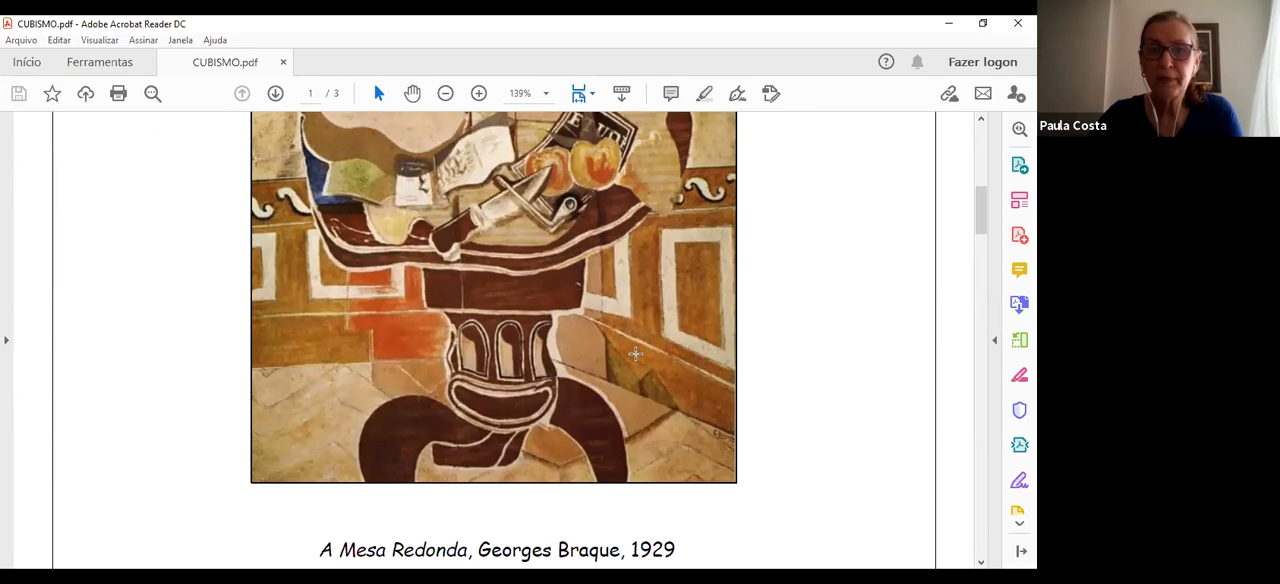 CUBISMO.pdf - Adobe Acrobat Reader DC
Arquivo Editar Visualizar Assinar Janela Ajuda
Início Ferramentas CUBISMO.pdf × Fazer logon
1 / 3 139%
Paula Costa
A Mesa Redonda, Georges Braque, 1929